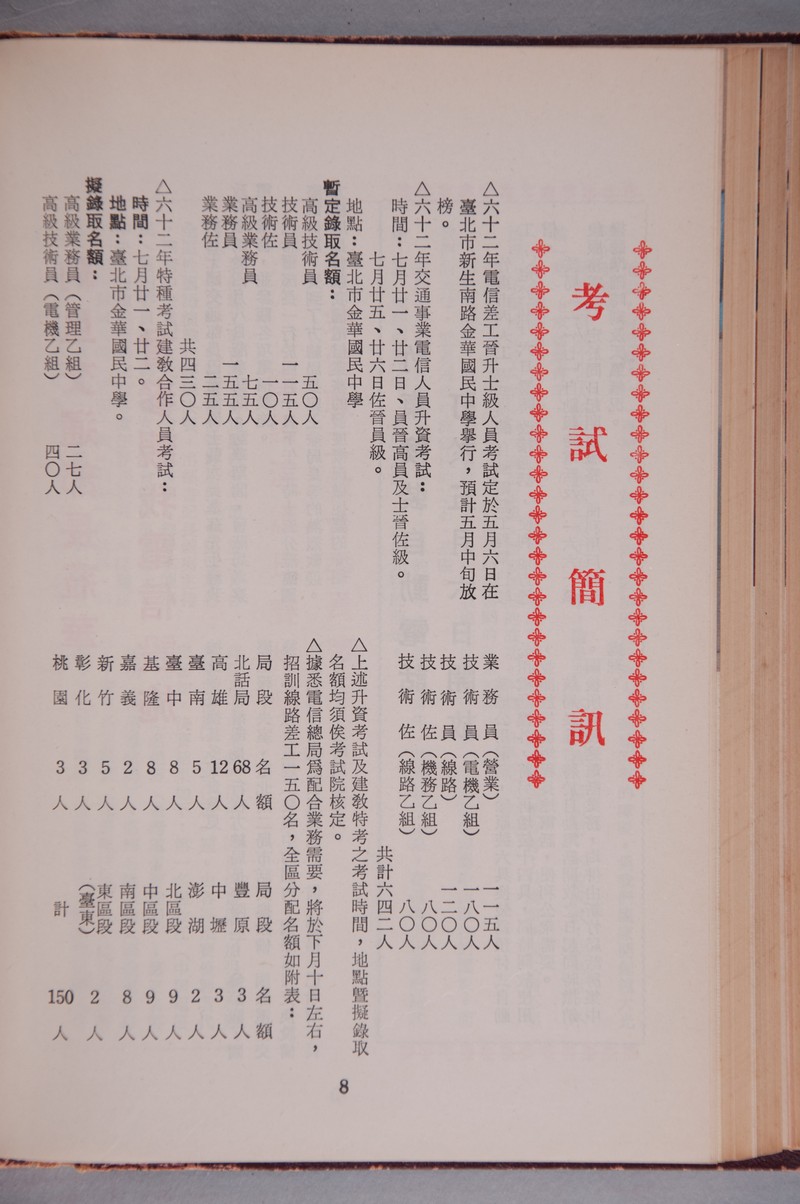 考試簡訊
△六十二年電信差工晉升士級人員考試定於五月六日在
臺北市新生南路金華國民中學舉行，預計五月中旬放
榜。
△六十二年交通事業電信人員升資考試：
時間：七月廿一、廿二日、員晉高員及士晉佐級。
七月廿五、廿六日佐晉員級。
地點：臺北市金華國民中學
暫定錄取名額：
高級技術員 五〇人
技術員 一一五人
技術佐 一〇人
高級業務員 七五人
業務員 一五五人
業務佐 二五人
共四三〇人
△六十二年特種考試建教合作人員考試：
時間：七月廿一、廿二。
地點：臺北市金華國民中學。
擬錄取名額：
高級業務員（管理乙組） 二七人
高級技術員（電機乙組） 四〇人
業務員（營業） 一一五人
技術員（電機乙組） 一八〇人
技術員（線路） 一二〇人
技術佐（機務乙組） 八〇人
技術佐（線路乙組） 八〇人
共計六四二人
△上述升資考試及建教特考之考試時間，地點暨擬錄取
名額均須俟考試院核定。
△據悉電信總局爲配合業務需要，將於下月十日左右，
招訓線路差工一五〇名，全區分配名額如附表：
局段 名額 局段 名額
北話局 68人 豐原 3人
高雄 12人 中壢 3人
臺南 5人 澎湖 2人
臺中 8人 北區段 9人
基隆 8人 中區段 9人
嘉義 2人 南區段 8人
新竹 5人 東區段
彰化 3人 （臺東） 2人
桃園 3人 計 150人
8